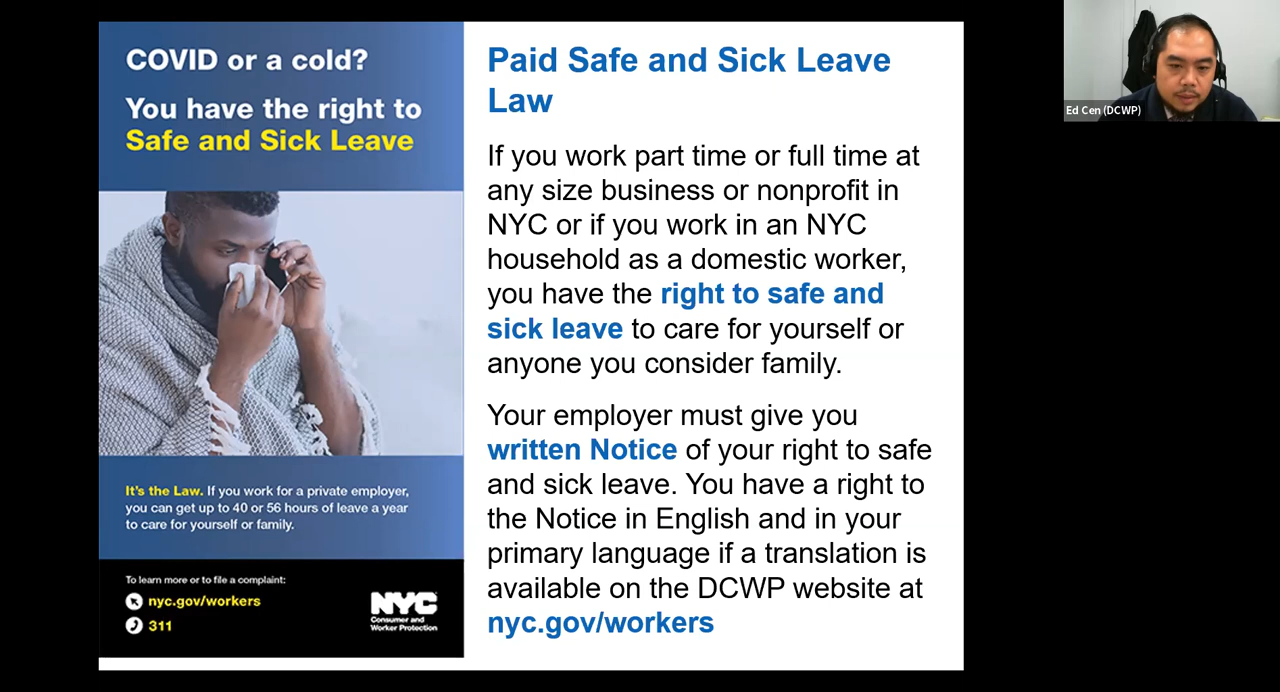 COVID or a cold?
You have the right to
Safe and Sick Leave
It's the Law. If you work for a private employer,
you can get up to 40 or 56 hours of leave a year
to care for yourself or family.
To learn more or to file a complaint:
nyc.gov/workers
311
NYC
Consumer and
Worker Protection
Paid Safe and Sick Leave
Law
If you work part time or full time at
any size business or nonprofit in
NYC or if you work in an NYC
household as a domestic worker,
you have the right to safe and
sick leave to care for yourself or
anyone you consider family.
Your employer must give you
written Notice of your right to safe
and sick leave. You have a right to
the Notice in English and in your
primary language if a translation is
available on the DCWP website at
nyc.gov/workers
Ed Cen (DCWP)